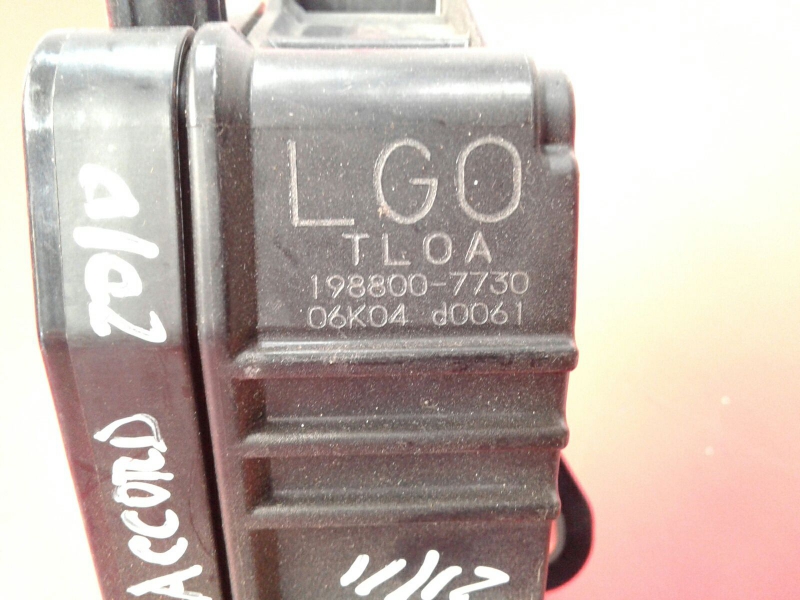 LGO
TL0A
198800-7730
06K04 d0061
ACCORD
11/12